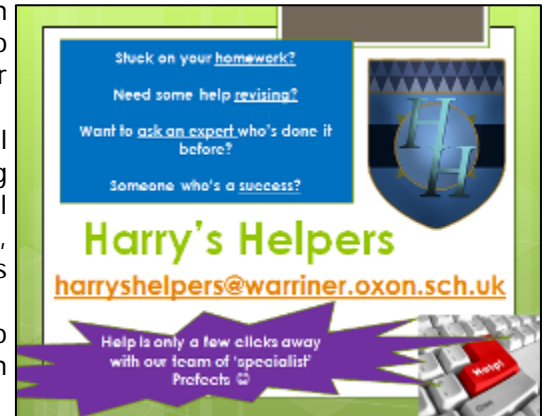 Stuck on your homework?
Need some help revising?
Want to ask an expert who's done it
before?
Someone who's a success?
HH
Harry's Helpers
harryshelpers@warriner.oxon.sch.uk
Help is only a few clicks away
with our team of 'specialist'
Prefects ☺
Help!